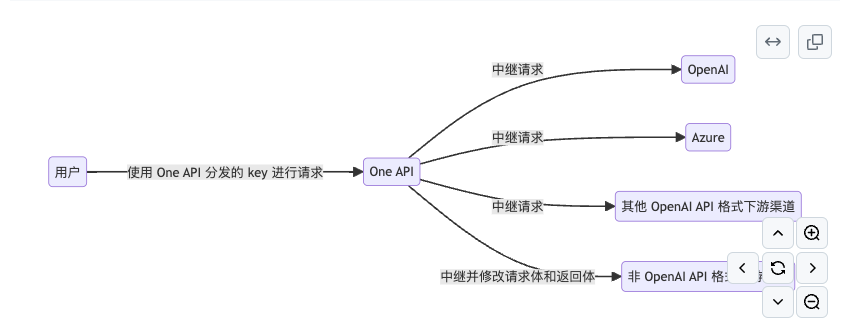 中继请求
OpenAI
中继请求
Azure
用户
使用 One API 分发的 key 进行请求
One API
中继请求
其他 OpenAI API 格式下游渠道
中继并修改请求体和返回体
非 OpenAI API 格